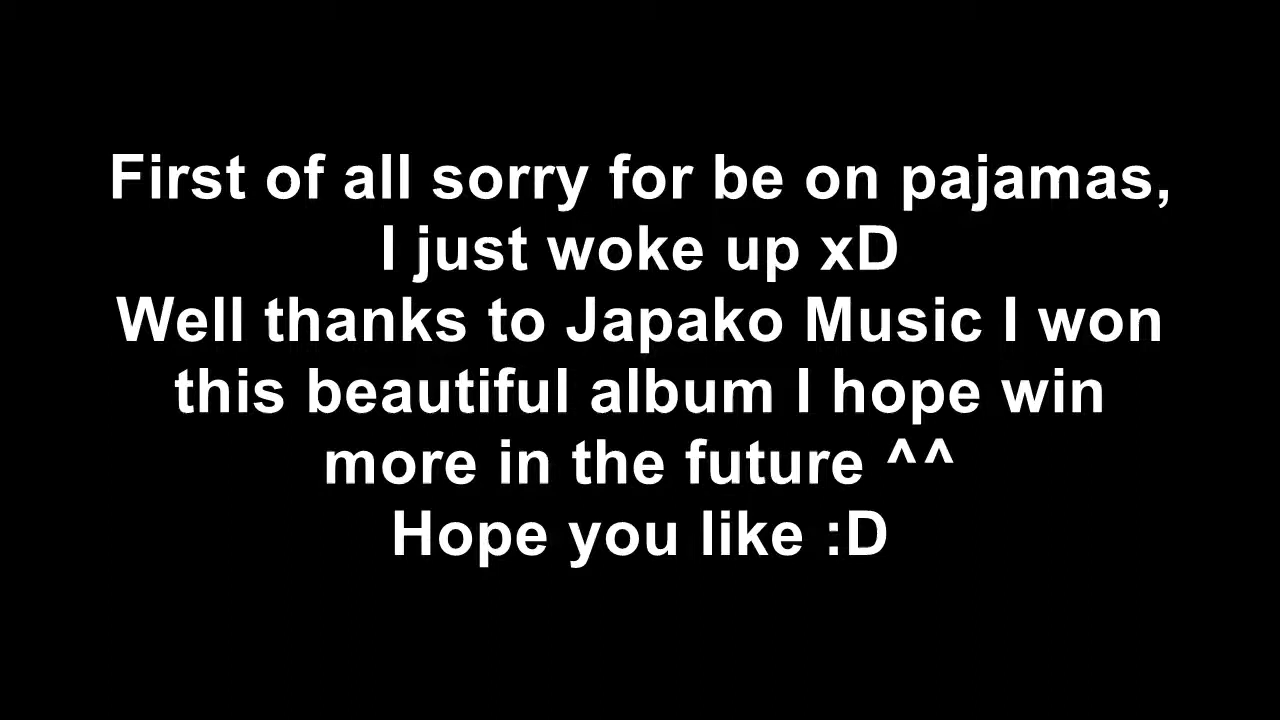 First of all sorry for be on pajamas,
I just woke up xD
Well thanks to Japako Music I won
this beautiful album I hope win
more in the future ^^
Hope you like :D